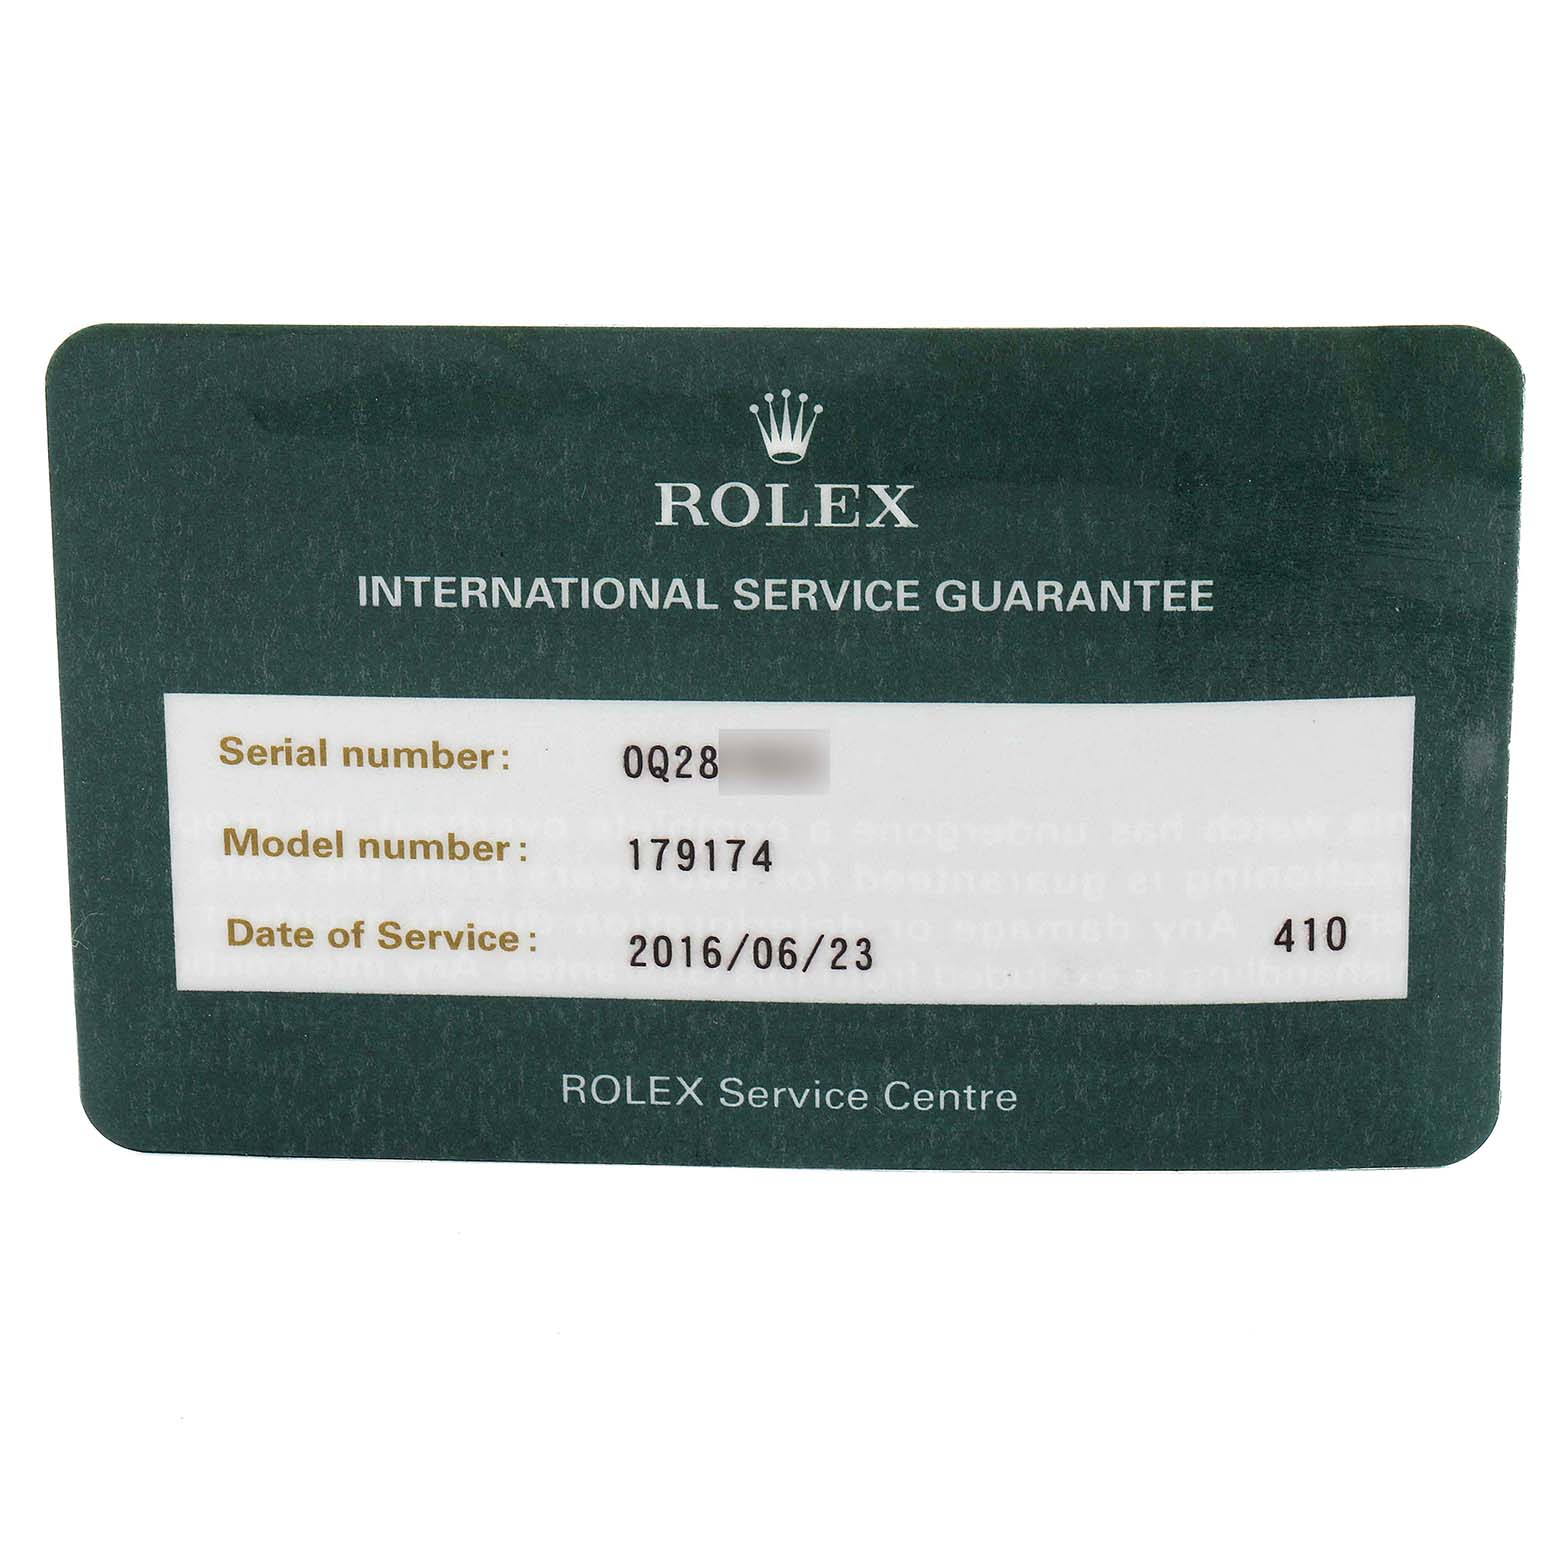 ROLEX
INTERNATIONAL SERVICE GUARANTEE
Serial number: 0Q28
Model number: 179174
Date of Service: 2016/06/23 410
ROLEX Service Centre